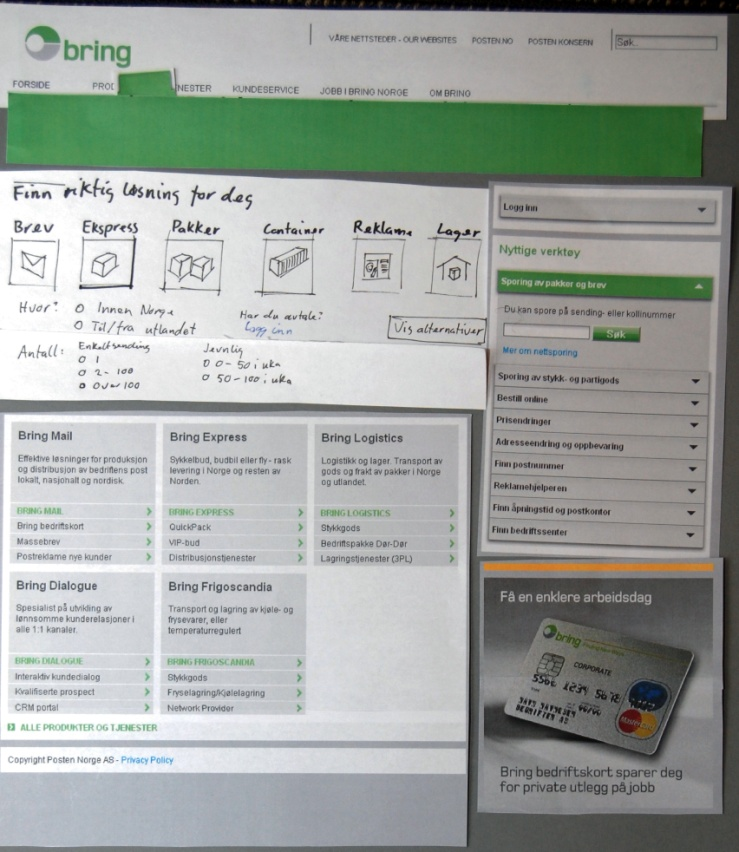 bring
VÅRE NETTSTEDER - OUR WEBSITES POSTEN.NO POSTEN KONSERN Søk..
FORSIDE PROD NESTER KUNDESERVICE JOBB I BRING NORGE OM BRING
Finn riktig løsning for deg
Brev Ekspress Pakker Container Reklame Lager
Hvor? O Innen Norge
O Til/fra utlandet
Har du avtale?
Logg inn
Vis alternativer
Antall: Enkeltsending
O 1
O 2 - 100
O Over 100
Jevnlig
O 0 - 50 i uka
O 50 - 100 i uka
Logg inn
Nyttige verktøy
Sporing av pakker og brev
Du kan spore på sending- eller kollinummer
Søk
Mer om nettsporing
Sporing av stykk- og partigods
Bestill online
Prisendringer
Adresseendring og oppbevaring
Finn postnummer
Reklamehjelperen
Finn åpningstid og postkontor
Finn bedriftssenter
Bring Mail
Effektive løsninger for produksjon
og distribusjon av bedriftens post
lokalt, nasjonalt og nordisk.
BRING MAIL
Bring bedriftskort
Massebrev
Postreklame nye kunder
Bring Express
Sykkelbud, budbil eller fly - rask
levering i Norge og resten av
Norden.
BRING EXPRESS
QuickPack
VIP-bud
Distribusjonstjenester
Bring Logistics
Logistikk og lager. Transport av
gods og frakt av pakker i Norge
og utlandet.
BRING LOGISTICS
Stykkgods
Bedriftspakke Dør-Dør
Lagringstjenester (3PL)
Bring Dialogue
Spesialist på utvikling av
lønnsomme kunderelasjoner i
alle 1:1 kanaler.
BRING DIALOGUE
Interaktiv kundedialog
Kvalifiserte prospect
CRM portal
Bring Frigoscandia
Transport og lagring av kjøle- og
frysevarer, eller
temperaturregulert
BRING FRIGOSCANDIA
Stykkgods
Fryselagring/Kjølelagring
Network Provider
ALLE PRODUKTER OG TJENESTER
Copyright Posten Norge AS - Privacy Policy
Få en enklere arbeidsdag
bring
CORPORATE
MasterCard
Bring bedriftskort sparer deg
for private utlegg på jobb